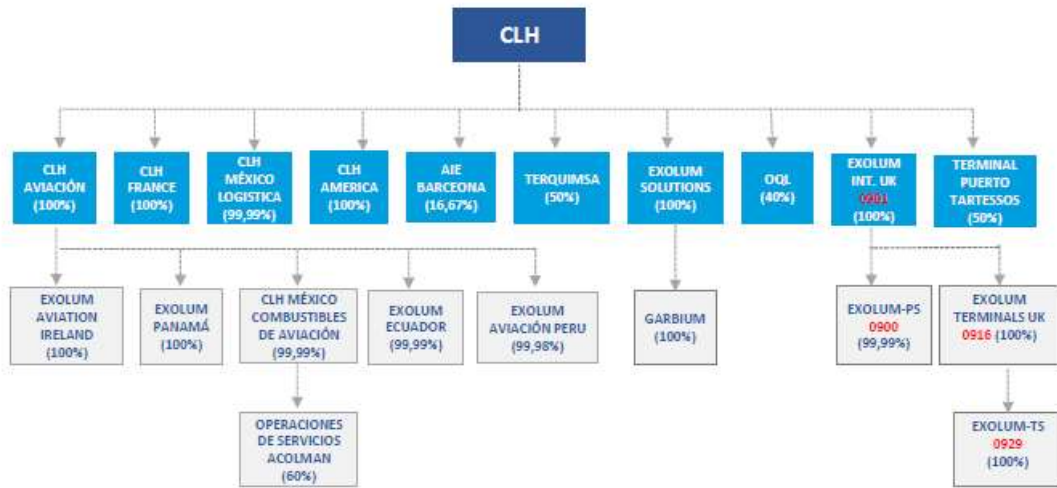 CLH
CLH
AVIACIÓN
(100%)
CLH
FRANCE
(100%)
CLH
MÉXICO
LOGISTICA
(99,99%)
CLH
AMERICA
(100%)
AIE
BARCEONA
(16,67%)
TERQUIMSA
(50%)
EXOLUM
SOLUTIONS
(100%)
OQL
(40%)
EXOLUM
INT. UK
0901
(100%)
TERMINAL
PUERTO
TARTESSOS
(50%)
EXOLUM
AVIATION
IRELAND
(100%)
EXOLUM
PANAMÁ
(100%)
CLH MÉXICO
COMBUSTIBLES
DE AVIACIÓN
(99,99%)
EXOLUM
ECUADOR
(99,99%)
EXOLUM
AVIACIÓN PERU
(99,98%)
GARBIUM
(100%)
EXOLUM-PS
0900
(99,99%)
EXOLUM
TERMINALS UK
0916 (100%)
OPERACIONES
DE SERVICIOS
ACOLMAN
(60%)
EXOLUM-TS
0929
(100%)